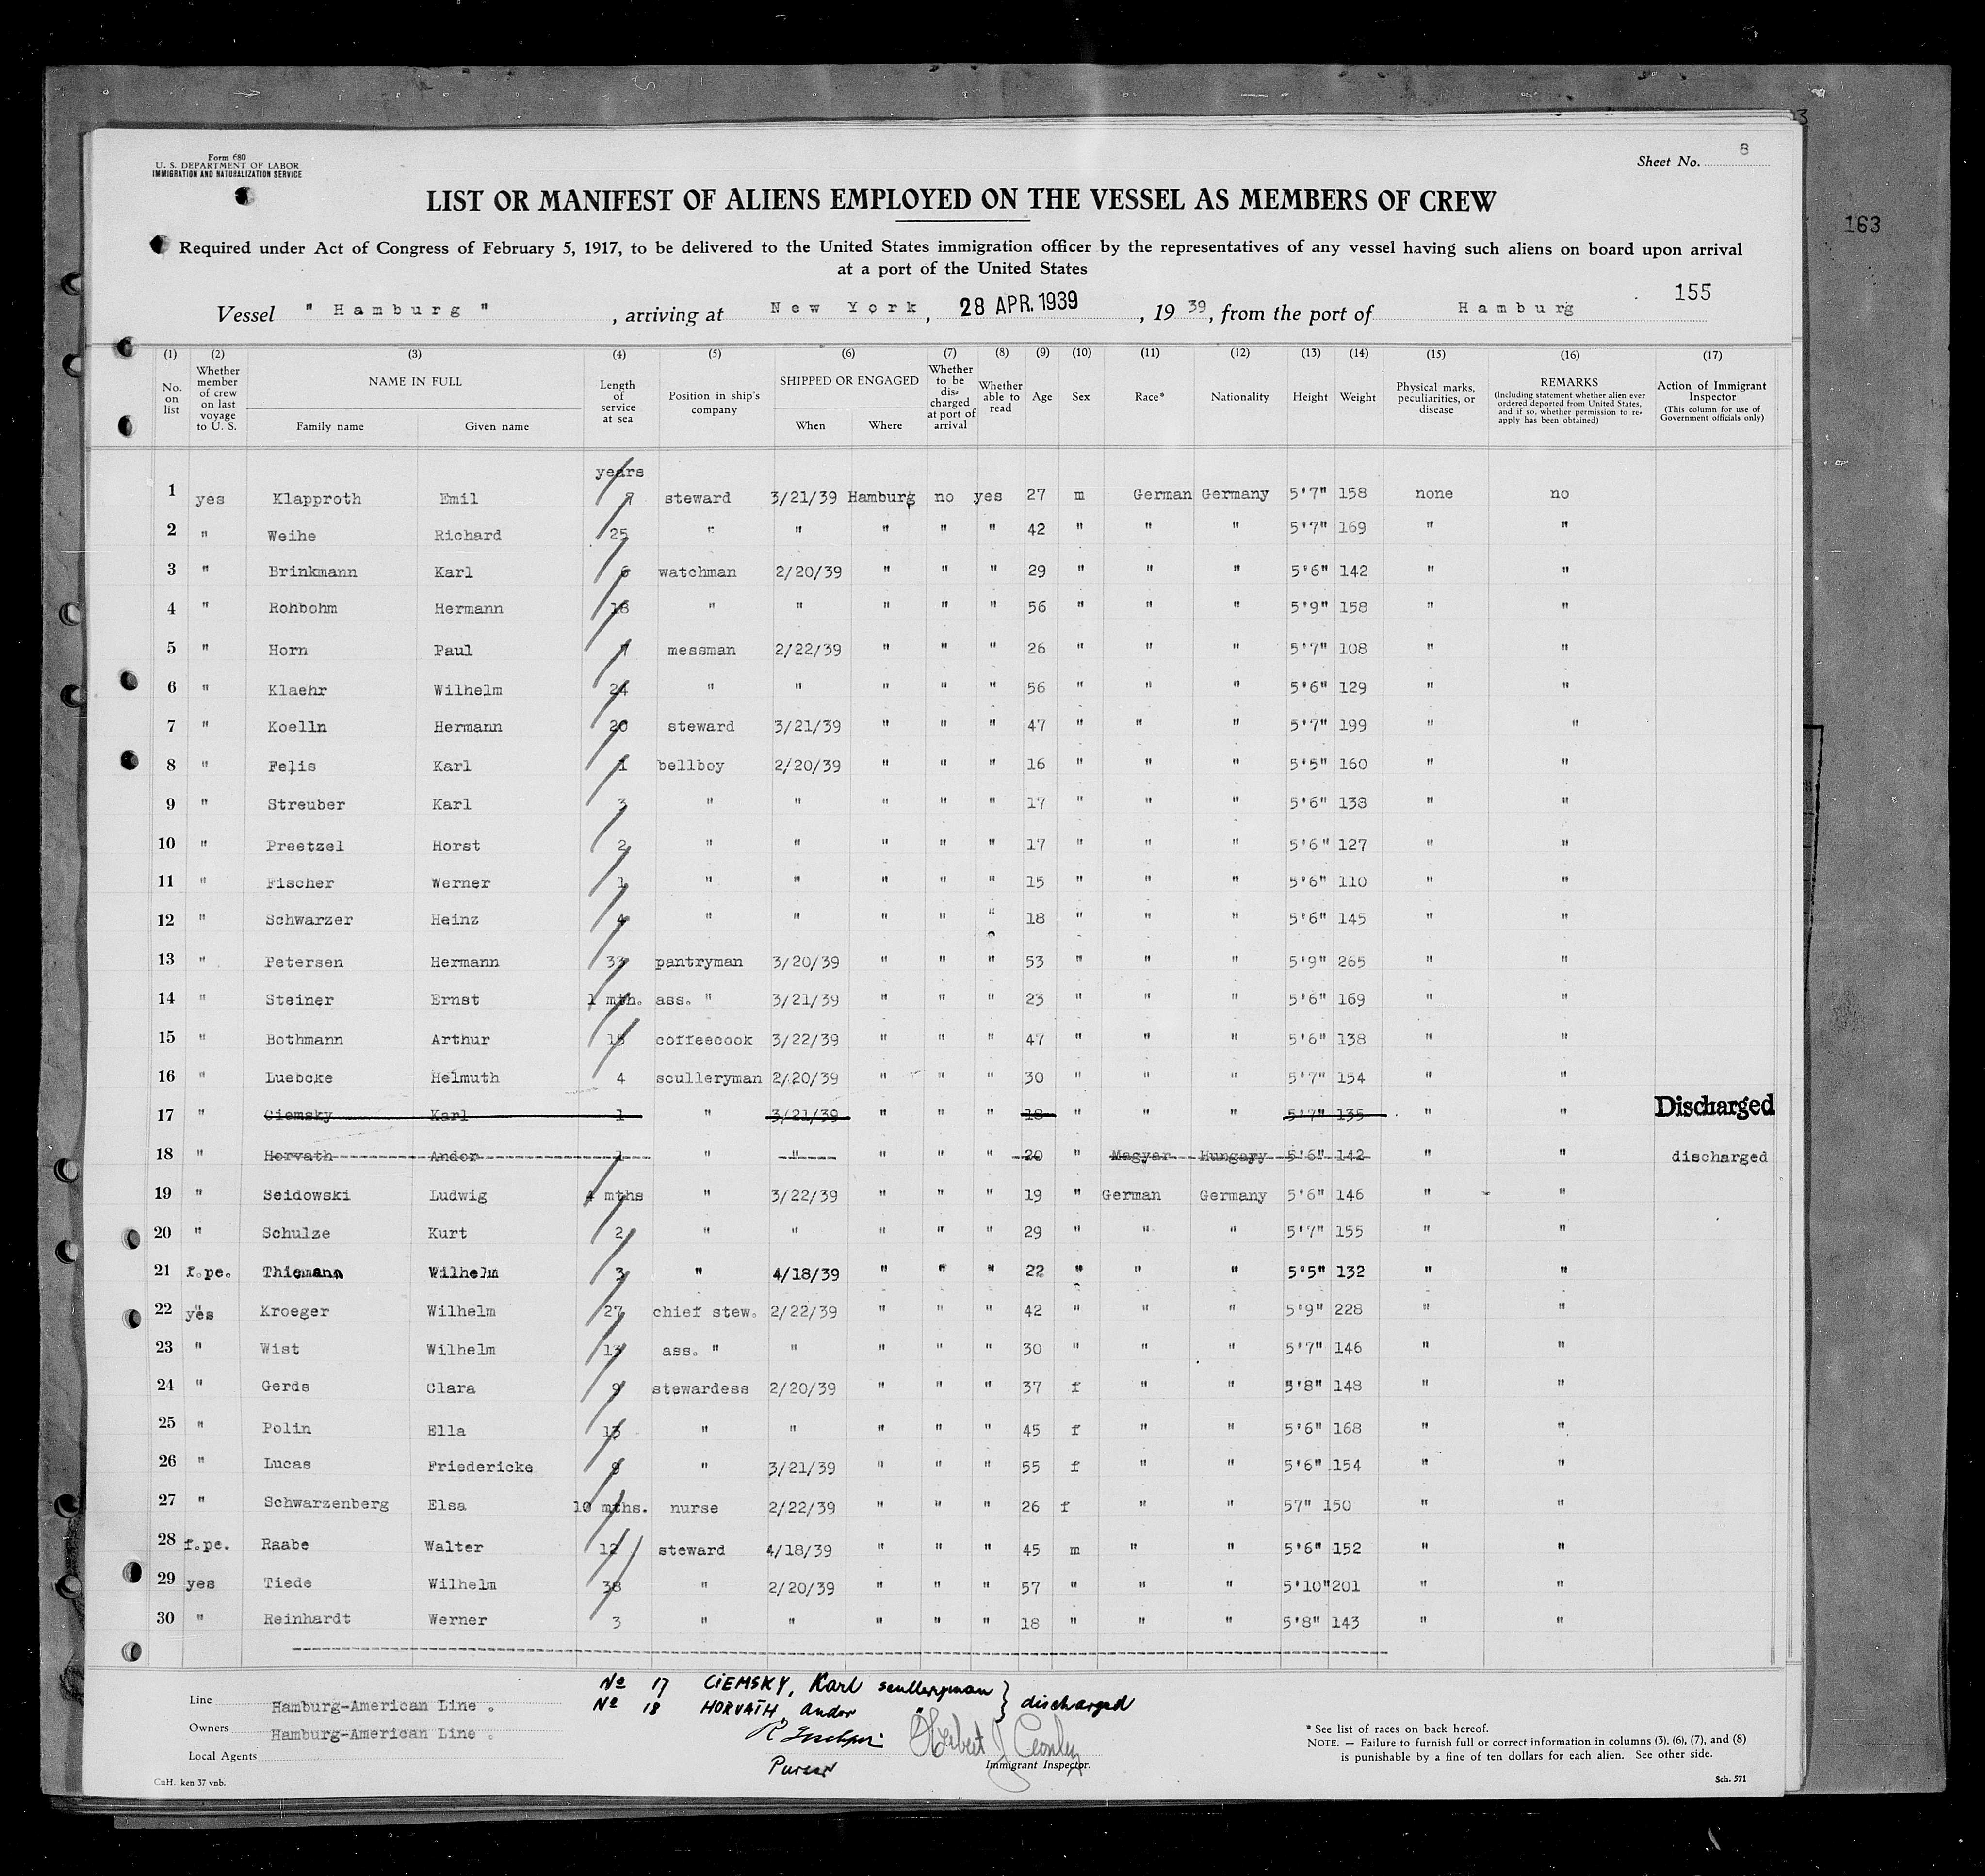 163
Form 680
U. S. DEPARTMENT OF LABOR
IMMIGRATION AND NATURALIZATION SERVICE
Sheet No. 8
LIST OR MANIFEST OF ALIENS EMPLOYED ON THE VESSEL AS MEMBERS OF CREW
Required under Act of Congress of February 5, 1917, to be delivered to the United States immigration officer by the representatives of any vessel having such aliens on board upon arrival
at a port of the United States
155
Vessel " Hamburg " , arriving at New York, 28 APR. 1939 , 19 39, from the port of Hamburg
(1) (2) (3) (4) (5) (6) (7) (8) (9) (10) (11) (12) (13) (14) (15) (16) (17)
No. on list
Whether member of crew on last voyage to U. S.
NAME IN FULL
Family name Given name
Length of service at sea
Position in ship's company
SHIPPED OR ENGAGED
When Where
Whether to be discharged at port of arrival
Whether able to read
Age Sex Race* Nationality Height Weight
Physical marks, peculiarities, or disease
REMARKS
(Including statement whether alien ever ordered deported from United States, and if so, whether permission to re-apply has been obtained)
Action of Immigrant Inspector
(This column for use of Government officials only)
years
1 yes Klapproth Emil 7 steward 3/21/39 Hamburg no yes 27 m German Germany 5'7" 158 none no
2 " Weihe Richard 25 " " " " " 42 " " " 5'7" 169 " "
3 " Brinkmann Karl 6 watchman 2/20/39 " " " 29 " " " 5'6" 142 " "
4 " Rohbohm Hermann 18 " " " " " 56 " " " 5'9" 158 " "
5 " Horn Paul 7 messman 2/22/39 " " " 26 " " " 5'7" 108 " "
6 " Klaehr Wilhelm 24 " " " " " 56 " " " 5'6" 129 " "
7 " Koelln Hermann 20 steward 3/21/39 " " " 47 " " " 5'7" 199 " "
8 " Felis Karl 1 bellboy 2/20/39 " " " 16 " " " 5'5" 160 " "
9 " Streuber Karl 3 " " " " " 17 " " " 5'6" 138 " "
10 " Preetzel Horst 2 " " " " " 17 " " " 5'6" 127 " "
11 " Fischer Werner 1 " " " " " 15 " " " 5'6" 110 " "
12 " Schwarzer Heinz 4 " " " " " 18 " " " 5'6" 145 " "
13 " Petersen Hermann 33 pantryman 3/20/39 " " " 53 " " " 5'9" 265 " "
14 " Steiner Ernst 1 mth. ass. " 3/21/39 " " " 23 " " " 5'6" 169 " "
15 " Bothmann Arthur 15 coffeecook 3/22/39 " " " 47 " " " 5'6" 138 " "
16 " Luebcke Helmuth 4 sculleryman 2/20/39 " " " 30 " " " 5'7" 154 " "
17 " Ciemsky Karl 1 " 3/21/39 " " " 18 " " " 5'7" 135 " " Discharged
18 " Horvath Andor 1 " " " " " 20 " Magyar Hungary 5'6" 142 " " discharged
19 " Seidowski Ludwig 4 mths " 3/22/39 " " " 19 " German Germany 5'6" 146 " "
20 " Schulze Kurt 2 " " " " " 29 " " " 5'7" 155 " "
21 f.pe. Thiemann Wilhelm 3 " 4/18/39 " " " 22 " " " 5'5" 132 " "
22 yes Kroeger Wilhelm 27 chief stew. 2/22/39 " " " 42 " " " 5'9" 228 " "
23 " Wist Wilhelm 13 ass. " " " " " 30 " " " 5'7" 146 " "
24 " Gerds Clara 9 stewardess 2/20/39 " " " 37 f " " 5'8" 148 " "
25 " Polin Ella 13 " " " " " 45 f " " 5'6" 168 " "
26 " Lucas Friedericke 9 " 3/21/39 " " " 55 f " " 5'6" 154 " "
27 " Schwarzenberg Elsa 10 mths. nurse 2/22/39 " " " 26 f " " 57" 150 " "
28 f.pe. Raabe Walter 12 steward 4/18/39 " " " 45 m " " 5'6" 152 " "
29 yes Tiede Wilhelm 38 " 2/20/39 " " " 57 " " " 5'10" 201 " "
30 " Reinhardt Werner 3 " " " " " 18 " " " 5'8" 143 " "
No 17 CIEMSKY, Karl sculleryman } discharged
No 18 HORVATH, Andor "
Line Hamburg-American Line .
Owners Hamburg-American Line .
Local Agents
Purser
Herbert J
Immigrant Inspector.
* See list of races on back hereof.
NOTE. — Failure to furnish full or correct information in columns (3), (6), (7), and (8)
is punishable by a fine of ten dollars for each alien. See other side.
CuH. ken 37 vnb.
Sch. 571